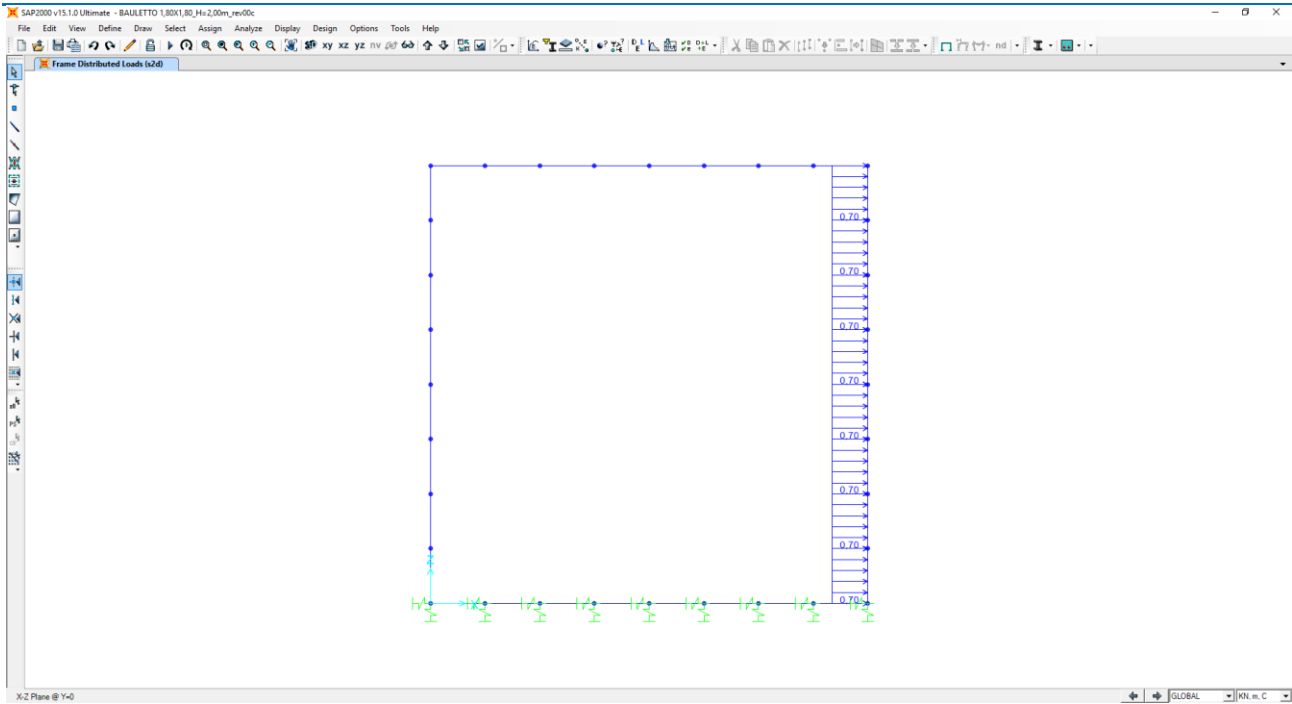 SAP2000 v15.1.0 Ultimate - BAULETTO 1,80X1,80_H=2,00m_rev00c
File Edit View Define Draw Select Assign Analyze Display Design Options Tools Help
xy xz yz nv nd
Frame Distributed Loads (s2d)
0,70
0,70
0,70
0,70
0,70
0,70
0,70
0,70
Z
X
X-Z Plane @ Y=0
GLOBAL
KN, m, C